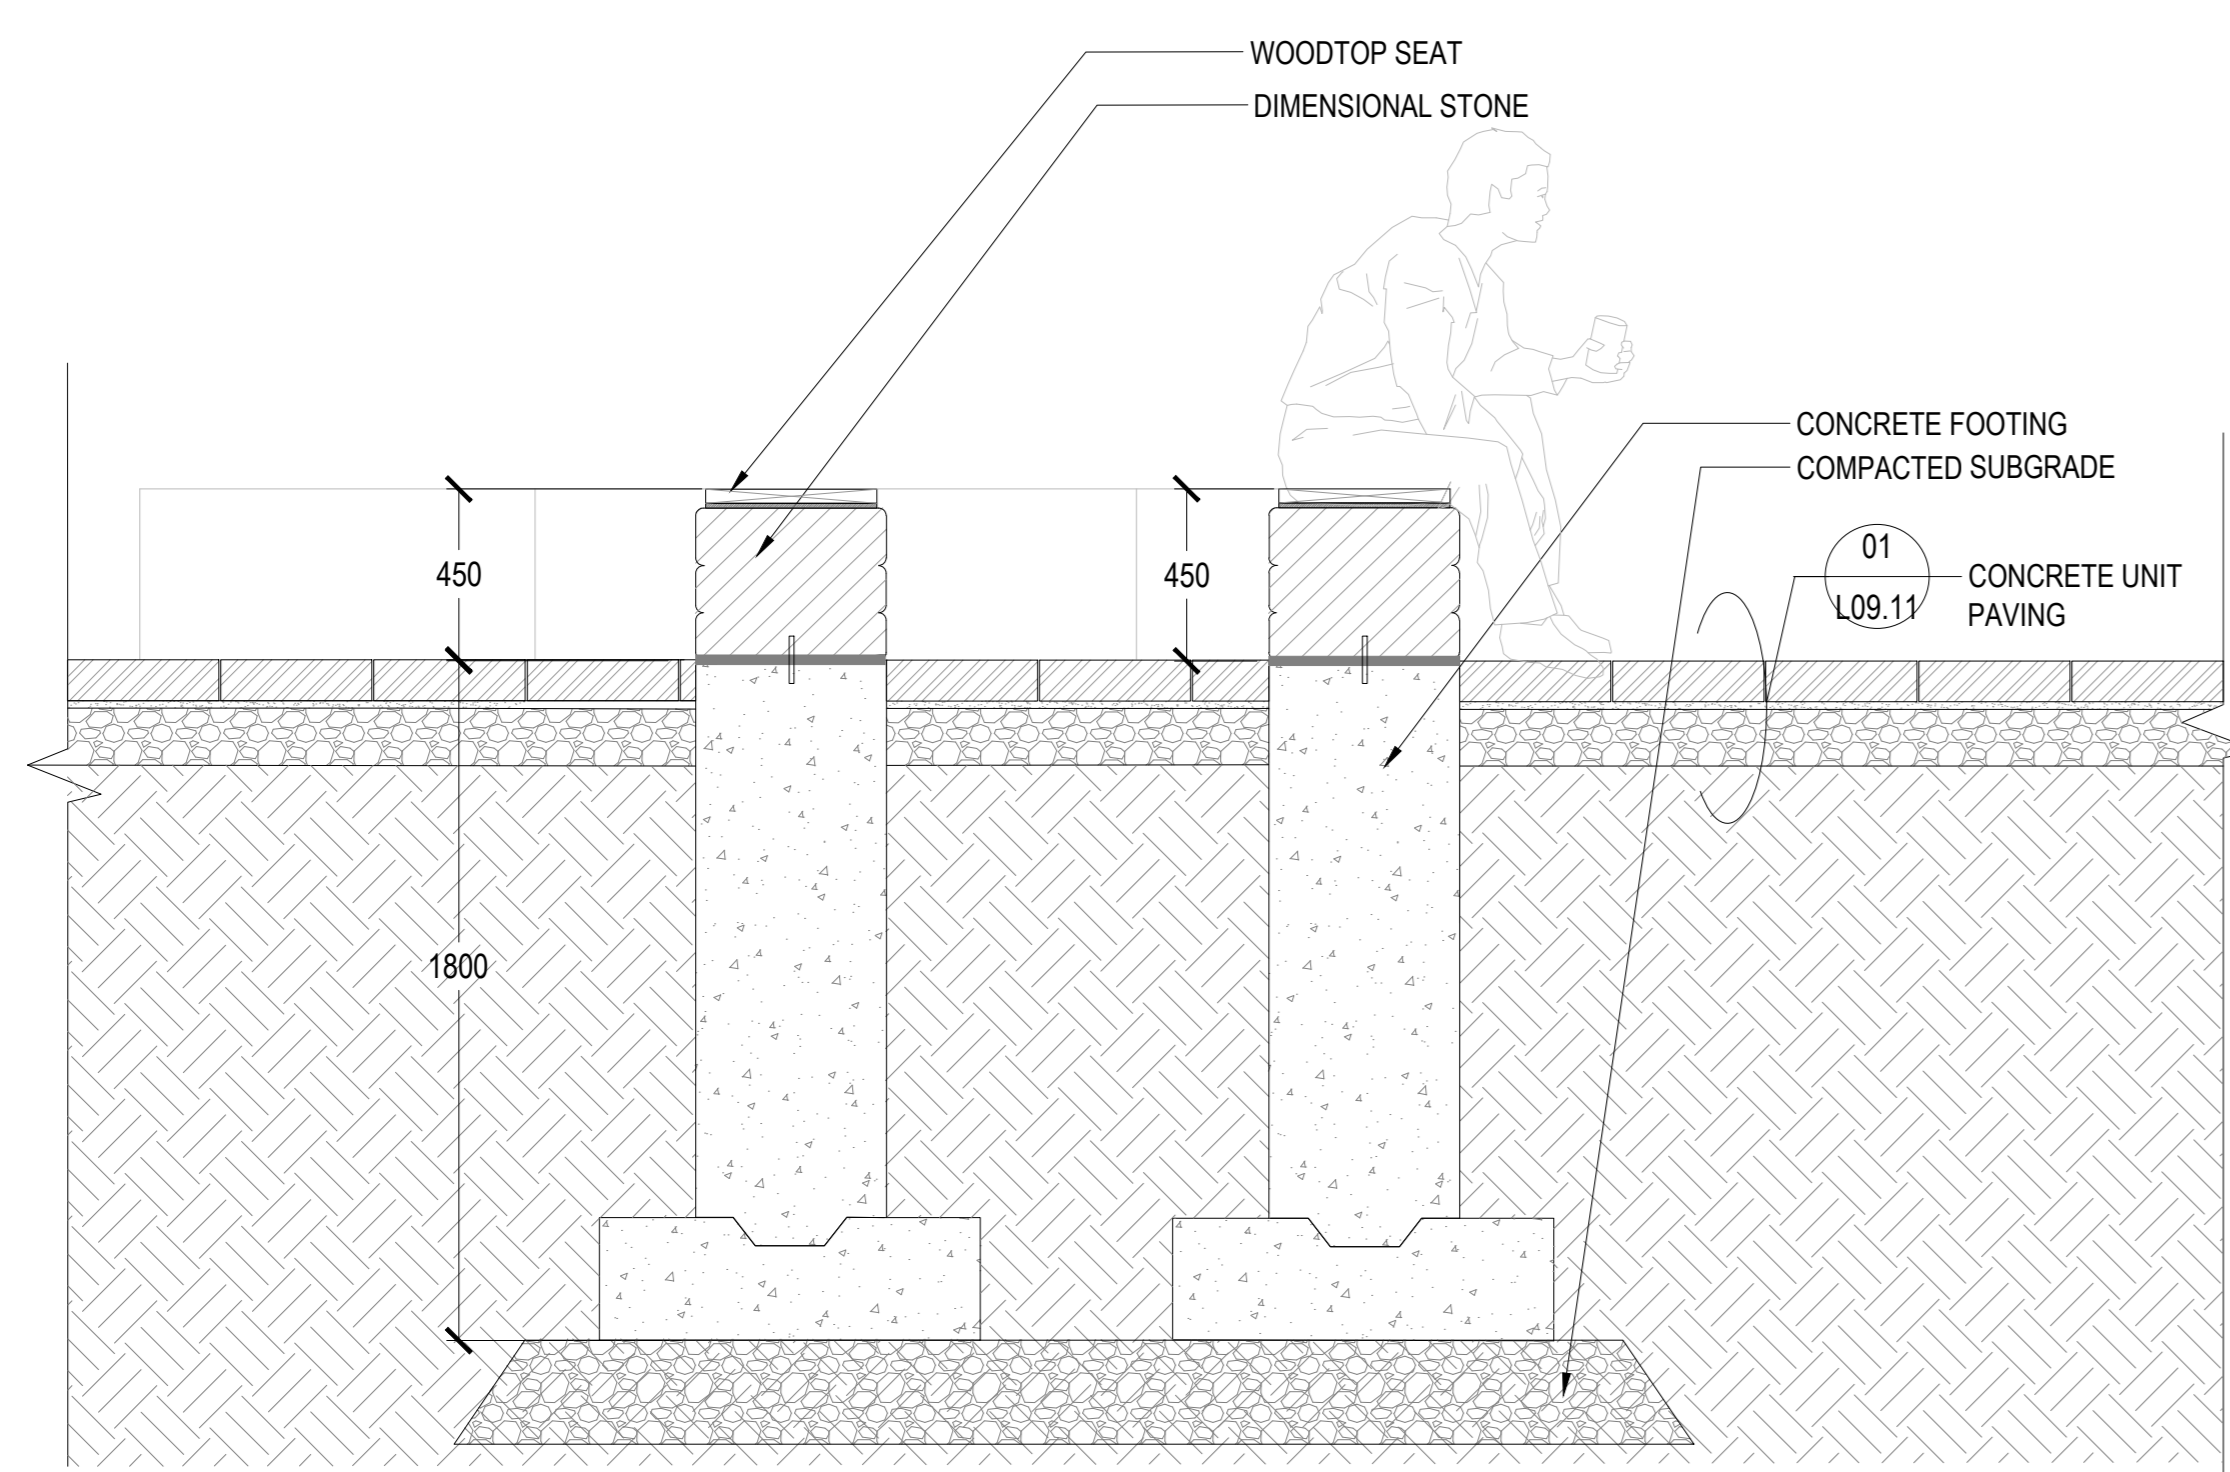 WOODTOP SEAT
DIMENSIONAL STONE
CONCRETE FOOTING
COMPACTED SUBGRADE
01
L09.11
CONCRETE UNIT
PAVING
450
450
1800